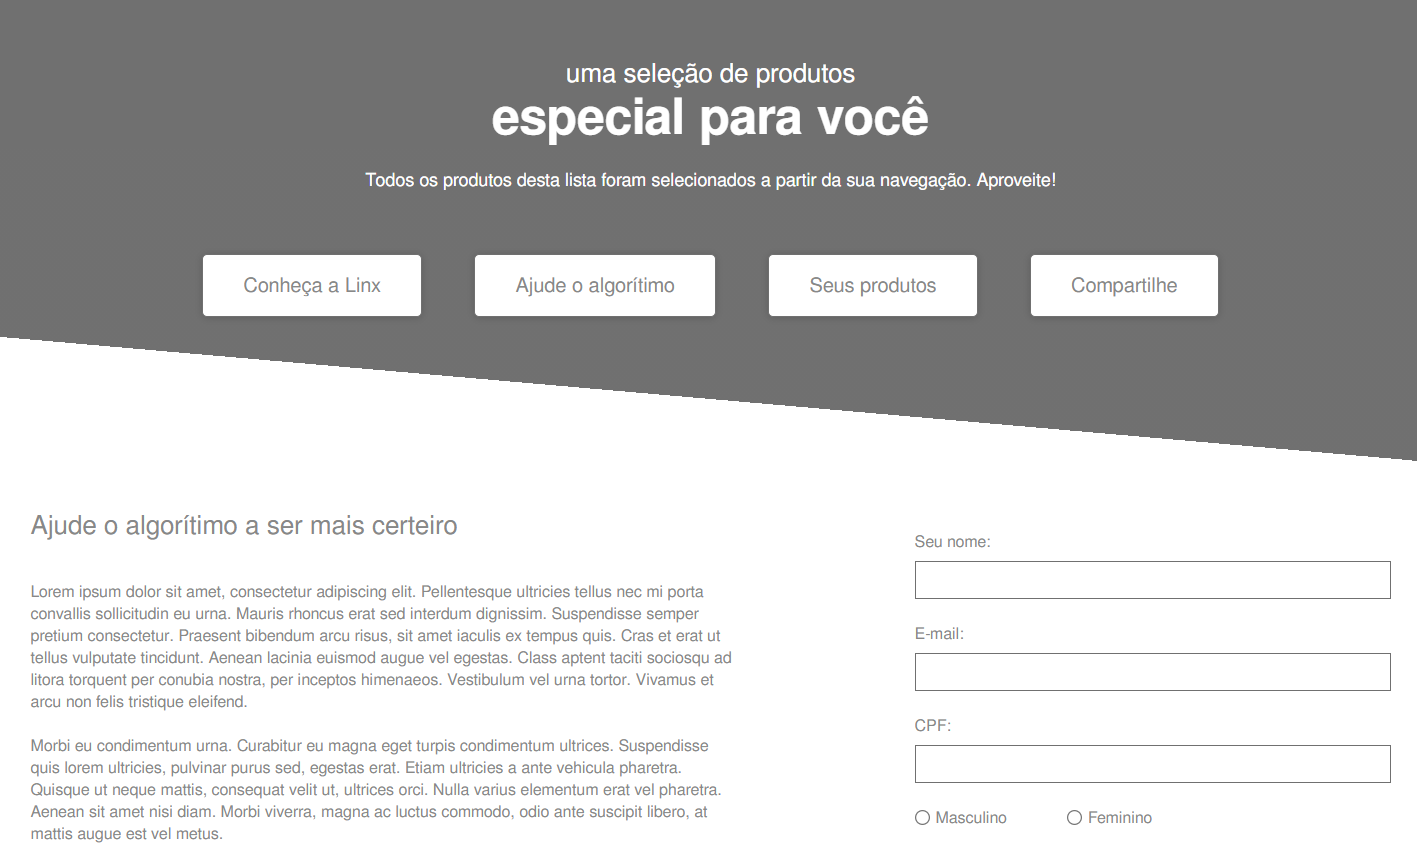 uma seleção de produtos
especial para você
Todos os produtos desta lista foram selecionados a partir da sua navegação. Aproveite!
Conheça a Linx
Ajude o algorítimo
Seus produtos
Compartilhe
Ajude o algorítimo a ser mais certeiro
Lorem ipsum dolor sit amet, consectetur adipiscing elit. Pellentesque ultricies tellus nec mi porta
convallis sollicitudin eu urna. Mauris rhoncus erat sed interdum dignissim. Suspendisse semper
pretium consectetur. Praesent bibendum arcu risus, sit amet iaculis ex tempus quis. Cras et erat ut
tellus vulputate tincidunt. Aenean lacinia euismod augue vel egestas. Class aptent taciti sociosqu ad
litora torquent per conubia nostra, per inceptos himenaeos. Vestibulum vel urna tortor. Vivamus et
arcu non felis tristique eleifend.
Morbi eu condimentum urna. Curabitur eu magna eget turpis condimentum ultrices. Suspendisse
quis lorem ultricies, pulvinar purus sed, egestas erat. Etiam ultricies a ante vehicula pharetra.
Quisque ut neque mattis, consequat velit ut, ultrices orci. Nulla varius elementum erat vel pharetra.
Aenean sit amet nisi diam. Morbi viverra, magna ac luctus commodo, odio ante suscipit libero, at
mattis augue est vel metus.
Seu nome:
E-mail:
CPF:
Masculino
Feminino